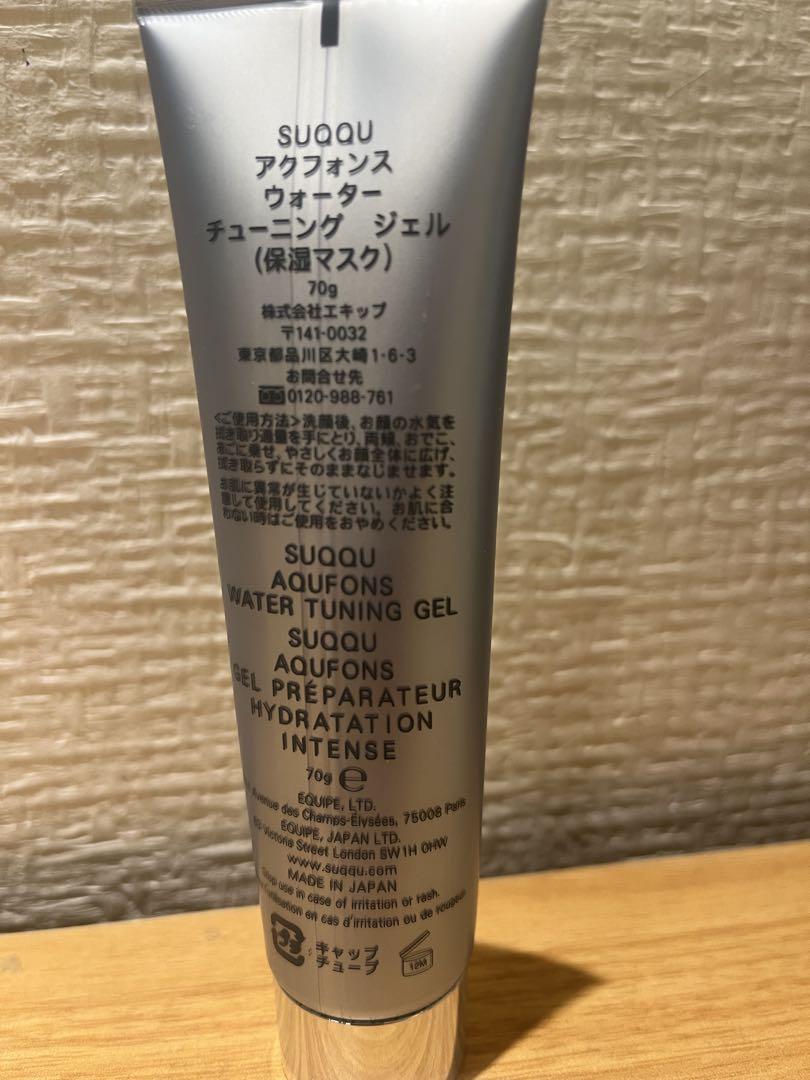 SUQQU
アクフォンス
ウォーター
チューニング ジェル
(保湿マスク)
70g
株式会社エキップ
〒141-0032
東京都品川区大崎1-6-3
お問合せ先
0120-988-761
<ご使用方法>洗顔後、お顔の水気を
拭き取り適量を手にとり、両頬、おでこ、
あごに乗せ、やさしくお顔全体に広げ、
拭き取らずにそのままなじませます。
お肌に異常が生じていないかよく注
意して使用してください。お肌に合
わない時はご使用をおやめください。
SUQQU
AQUFONS
WATER TUNING GEL
SUQQU
AQUFONS
GEL PRÉPARATEUR
HYDRATATION
INTENSE
70g ℮
ÉQUIPE, LTD.
Avenue des Champs-Élysées, 75008 Paris
ÉQUIPE, JAPAN LTD.
Victoria Street London SW1H 0HW
www.suqqu.com
MADE IN JAPAN
Stop use in case of irritation or rash.
l'utilisation en cas d'irritation ou de rougeur
キャップ
チューブ
12M